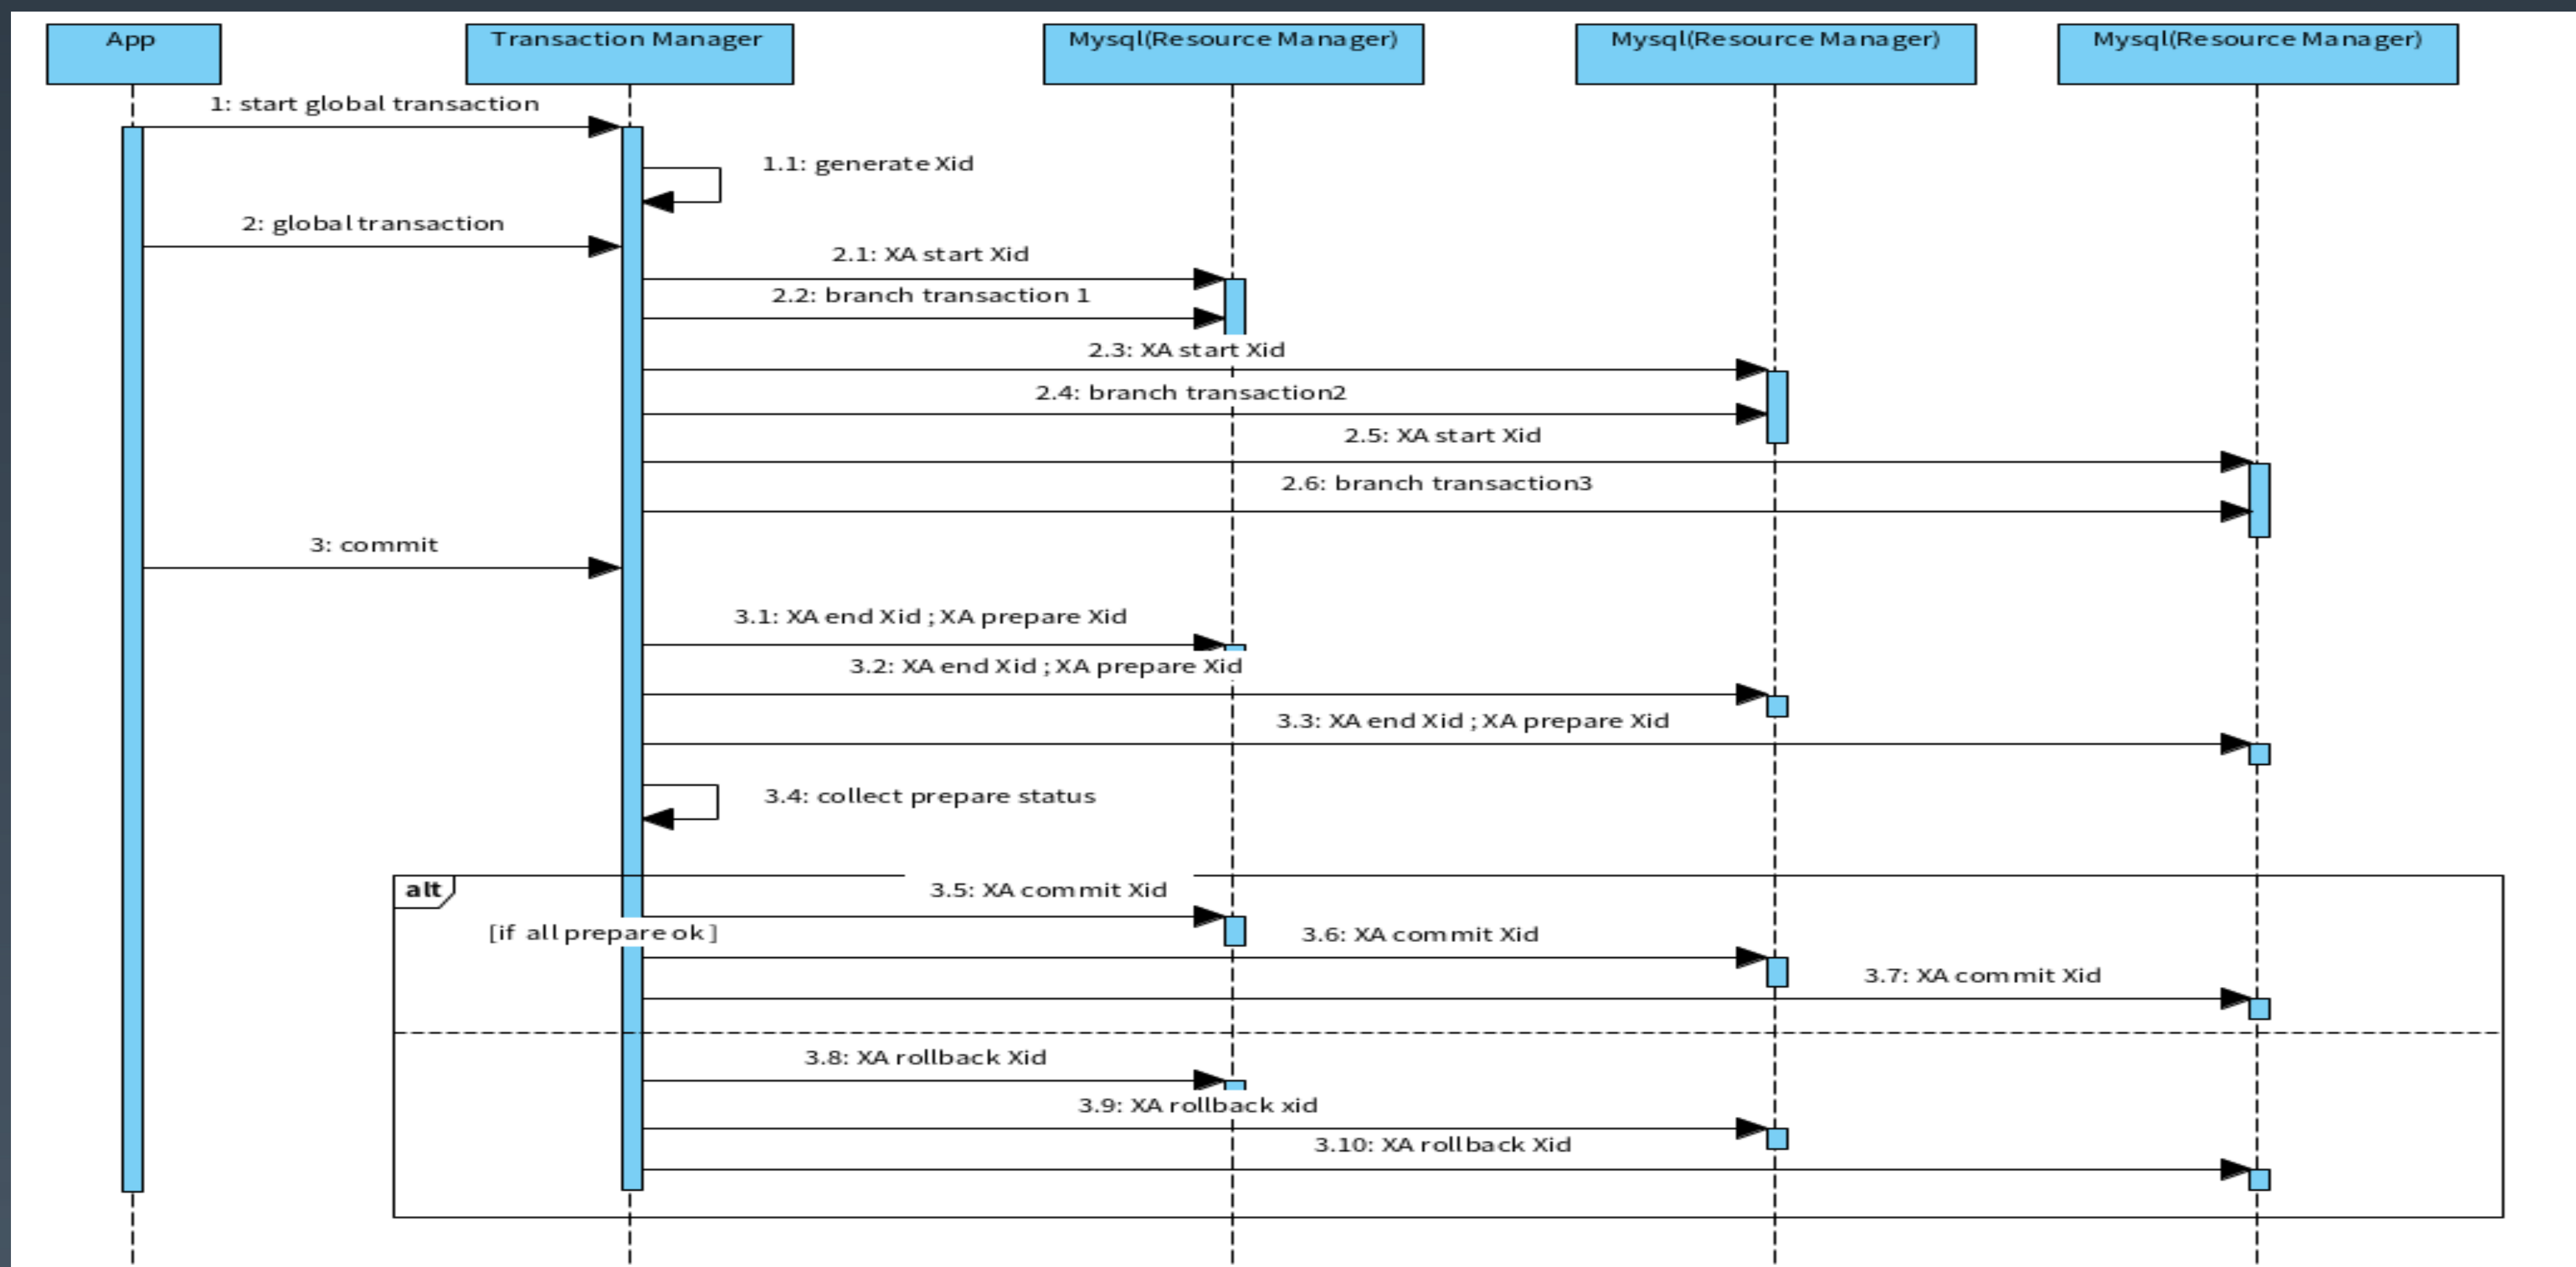 App
Transaction Manager
Mysql(Resource Manager)
Mysql(Resource Manager)
Mysql(Resource Manager)
1: start global transaction
1.1: generate Xid
2: global transaction
2.1: XA start Xid
2.2: branch transaction 1
2.3: XA start Xid
2.4: branch transaction2
2.5: XA start Xid
2.6: branch transaction3
3: commit
3.1: XA end Xid ; XA prepare Xid
3.2: XA end Xid ; XA prepare Xid
3.3: XA end Xid ; XA prepare Xid
3.4: collect prepare status
alt
3.5: XA commit Xid
[if all prepare ok]
3.6: XA commit Xid
3.7: XA commit Xid
3.8: XA rollback Xid
3.9: XA rollback xid
3.10: XA rollback Xid